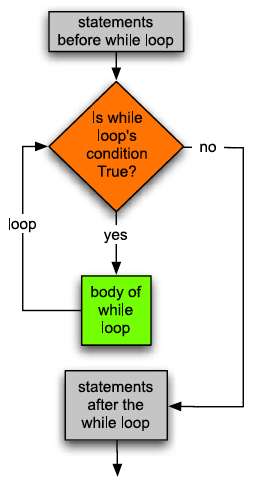 statements
before while loop
Is while
loop's
condition
True?
no
loop
yes
body of
while
loop
statements
after the
while loop